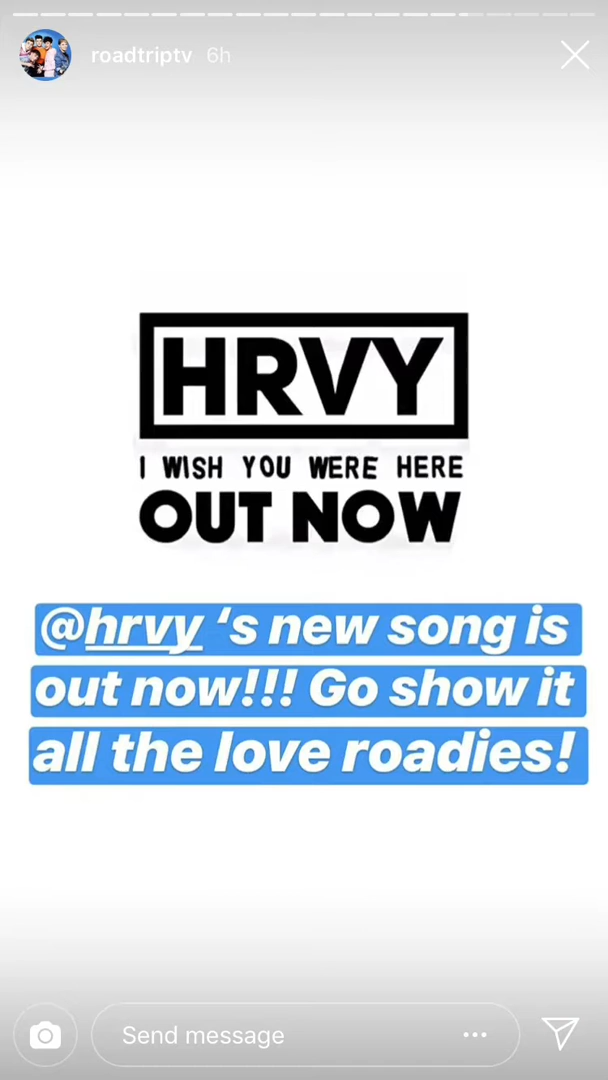 roadtriptv 6h
HRVY
I WISH YOU WERE HERE
OUT NOW
@hrvy ‘s new song is
out now!!! Go show it
all the love roadies!
Send message